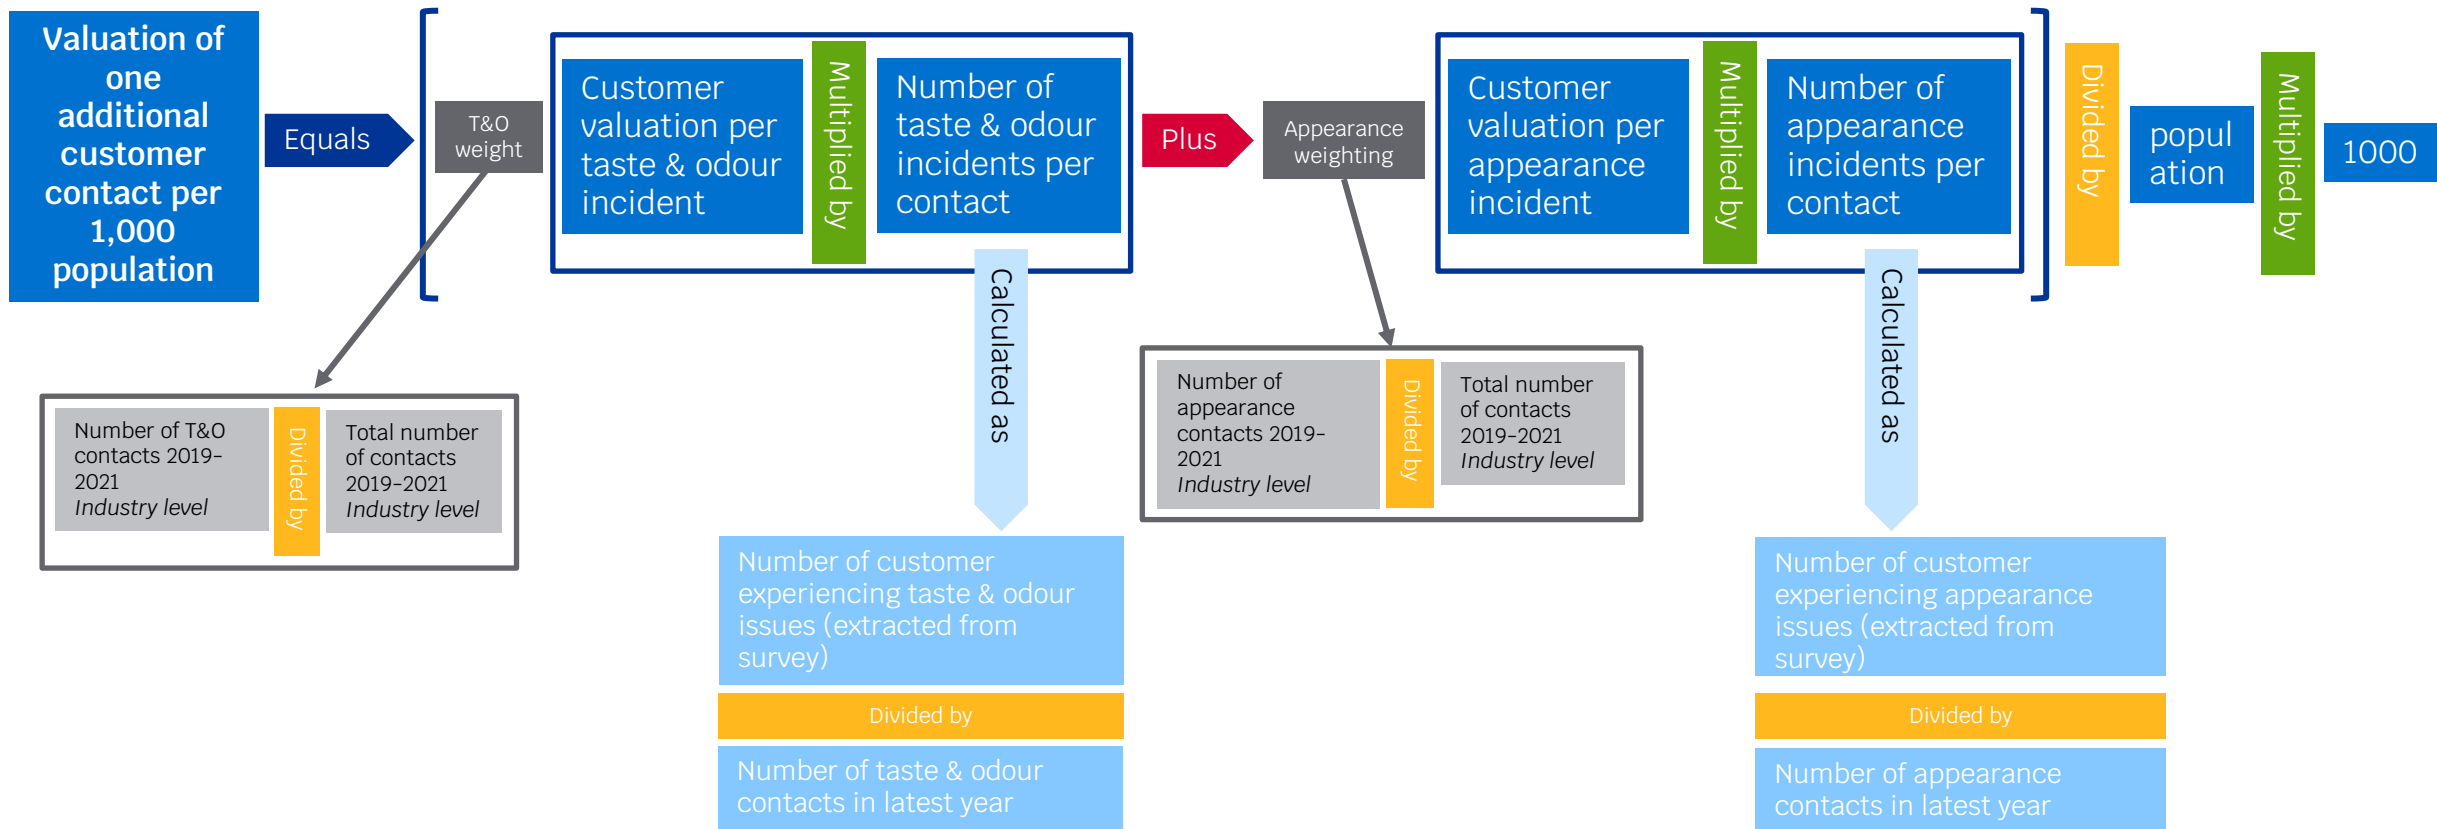 Valuation of
one
additional
customer
contact per
1,000
population
Equals
T&O
weight
Customer
valuation per
taste & odour
incident
Multiplied by
Number of
taste & odour
incidents per
contact
Plus
Appearance
weighting
Customer
valuation per
appearance
incident
Multiplied by
Number of
appearance
incidents per
contact
Divided by
popul
ation
Multiplied by
1000
Number of T&O
contacts 2019-
2021
Industry level
Divided by
Total number
of contacts
2019-2021
Industry level
Calculated as
Number of customer
experiencing taste & odour
issues (extracted from
survey)
Divided by
Number of taste & odour
contacts in latest year
Number of
appearance
contacts 2019-
2021
Industry level
Divided by
Total number
of contacts
2019-2021
Industry level
Calculated as
Number of customer
experiencing appearance
issues (extracted from
survey)
Divided by
Number of appearance
contacts in latest year